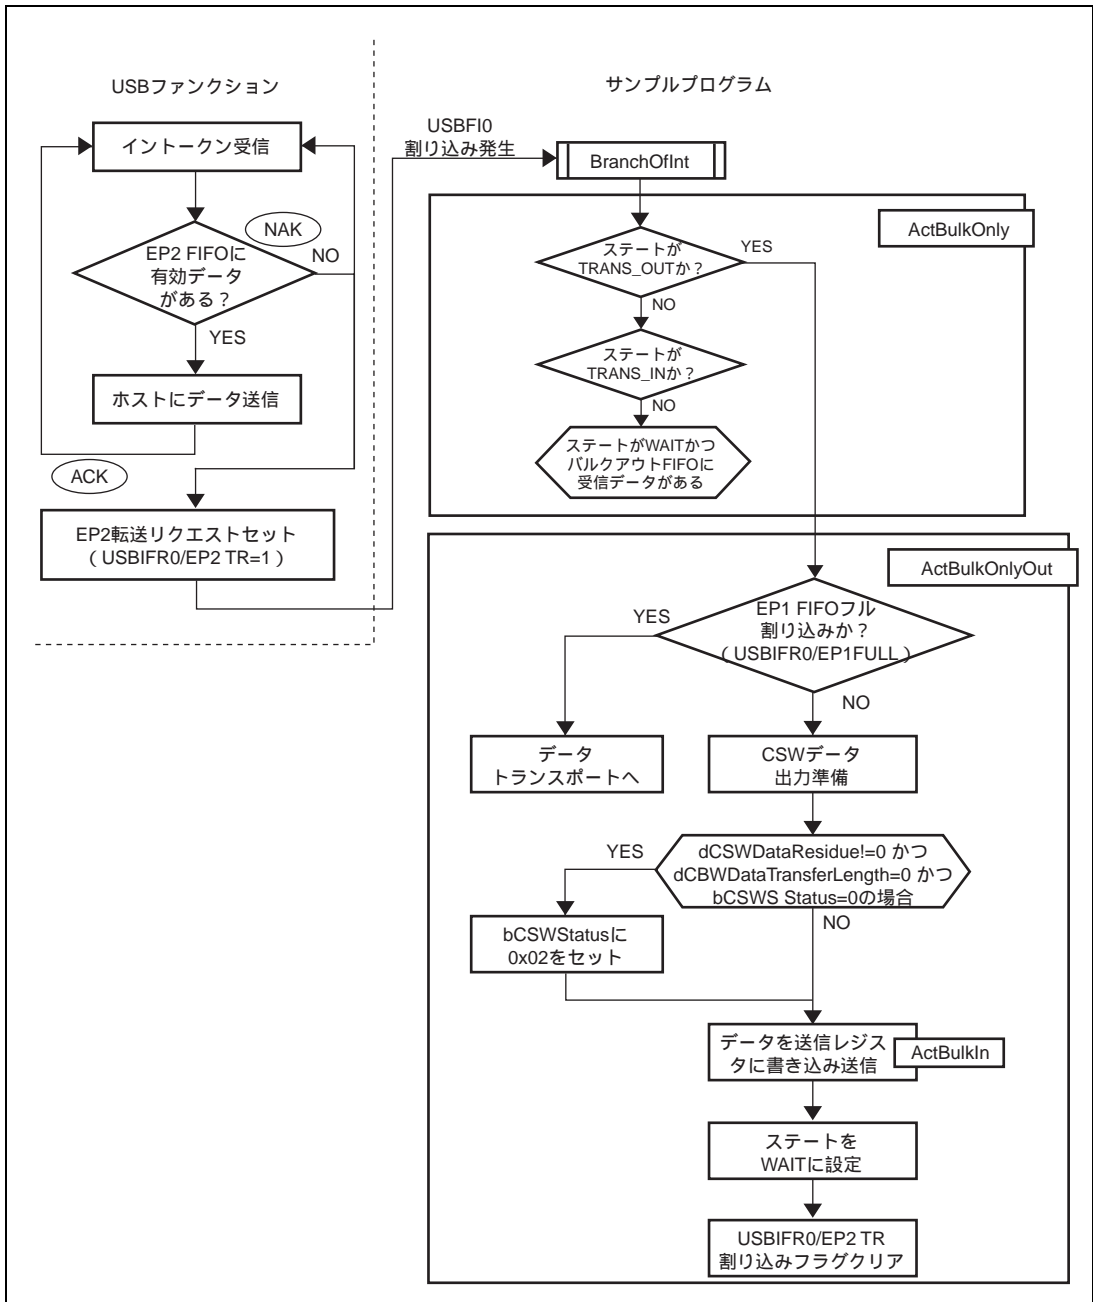 USBファンクション
サンプルプログラム
イントークン受信
USBFI0
割り込み発生
BranchOfInt
ActBulkOnly
NAK
EP2 FIFOに
有効データ
がある？
NO
YES
ステートが
TRANS_OUTか？
YES
NO
ステートが
TRANS_INか？
NO
ホストにデータ送信
ステートがWAITかつ
バルクアウトFIFOに
受信データがある
ACK
EP2転送リクエストセット
（USBIFR0/EP2 TR=1）
ActBulkOnlyOut
EP1 FIFOフル
割り込みか？
（USBIFR0/EP1FULL）
YES
NO
データ
トランスポートへ
CSWデータ
出力準備
dCSWDataResidue!=0 かつ
dCBWDataTransferLength=0 かつ
bCSWS Status=0の場合
YES
NO
bCSWStatusに
0x02をセット
データを送信レジス
タに書き込み送信
ActBulkIn
ステートを
WAITに設定
USBIFR0/EP2 TR
割り込みフラグクリア